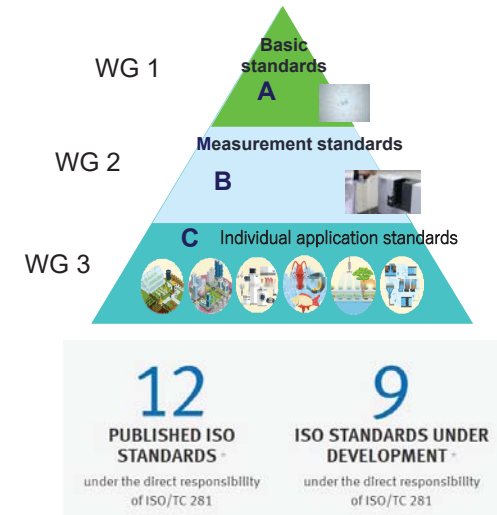 WG 1
Basic
standards
A
WG 2
Measurement standards
B
WG 3
C Individual application standards
12
PUBLISHED ISO
STANDARDS *
under the direct responsibility
of ISO/TC 281
9
ISO STANDARDS UNDER
DEVELOPMENT *
under the direct responsibility
of ISO/TC 281